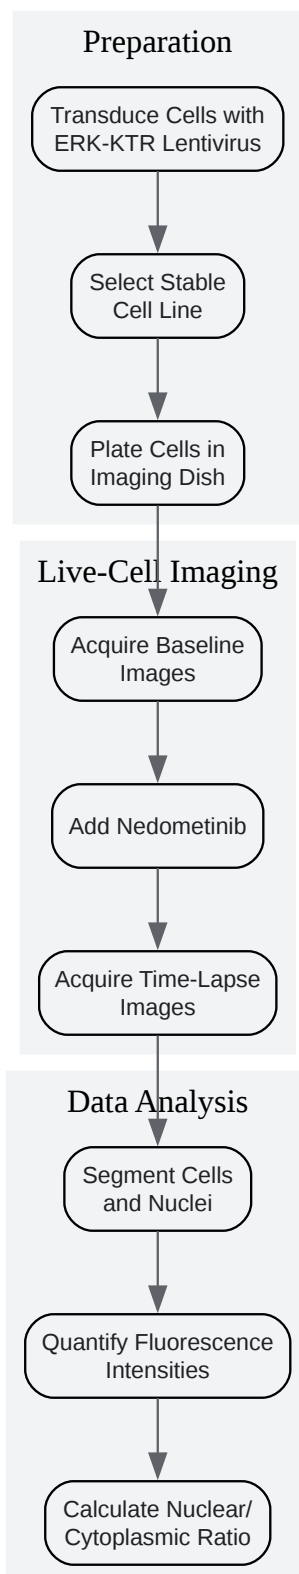 Preparation
Transduce Cells with
ERK-KTR Lentivirus
Select Stable
Cell Line
Plate Cells in
Imaging Dish
Live-Cell Imaging
Acquire Baseline
Images
Add Nedometinib
Acquire Time-Lapse
Images
Data Analysis
Segment Cells
and Nuclei
Quantify Fluorescence
Intensities
Calculate Nuclear/
Cytoplasmic Ratio